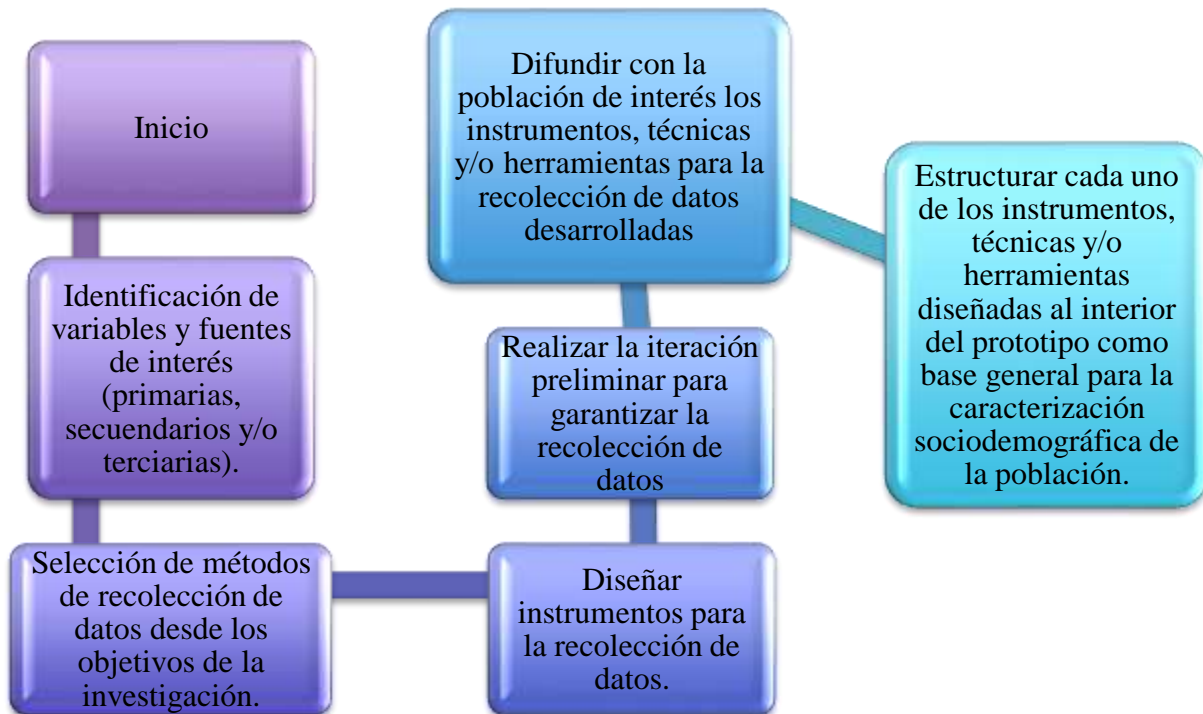 Inicio
Identificación de
variables y fuentes
de interés
(primarias,
secuendarios y/o
terciarias).
Selección de métodos
de recolección de
datos desde los
objetivos de la
investigación.
Diseñar
instrumentos para
la recolección de
datos.
Realizar la iteración
preliminar para
garantizar la
recolección de
datos
Difundir con la
población de interés los
instrumentos, técnicas
y/o herramientas para la
recolección de datos
desarrolladas
Estructurar cada uno
de los instrumentos,
técnicas y/o
herramientas
diseñadas al interior
del prototipo como
base general para la
caracterización
sociodemográfica de
la población.